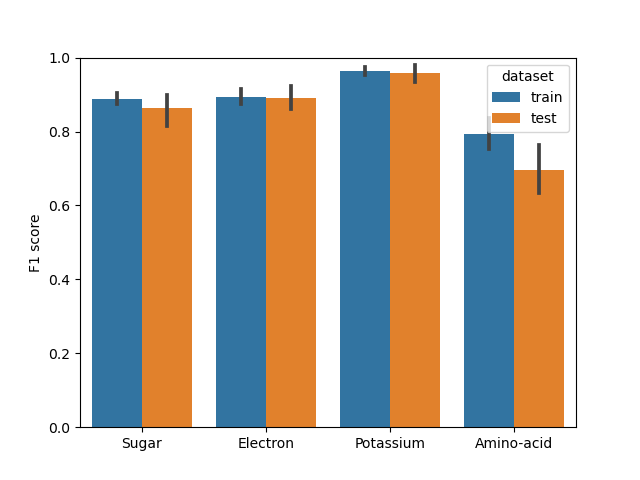 1.0
0.8
0.6
0.4
0.2
0.0
F1 score
dataset
train
test
Sugar
Electron
Potassium
Amino-acid